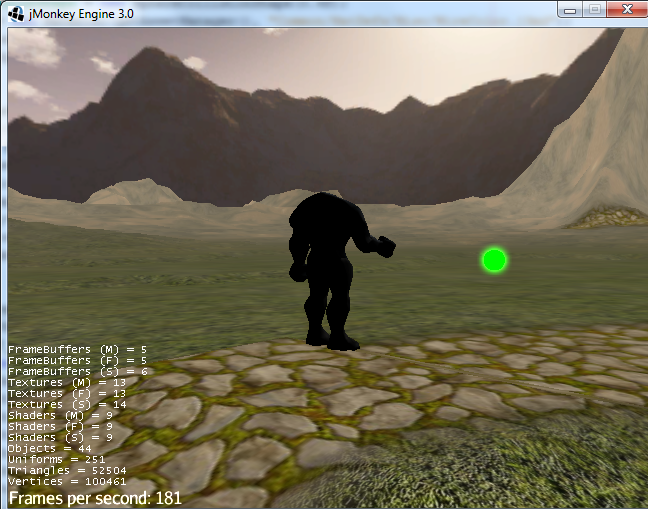 jMonkey Engine 3.0
FrameBuffers (M) = 5
FrameBuffers (F) = 5
FrameBuffers (S) = 6
Textures (M) = 13
Textures (F) = 13
Textures (S) = 14
Shaders (M) = 9
Shaders (F) = 9
Shaders (S) = 9
Objects = 44
Uniforms = 251
Triangles = 52504
Vertices = 100461
Frames per second: 181